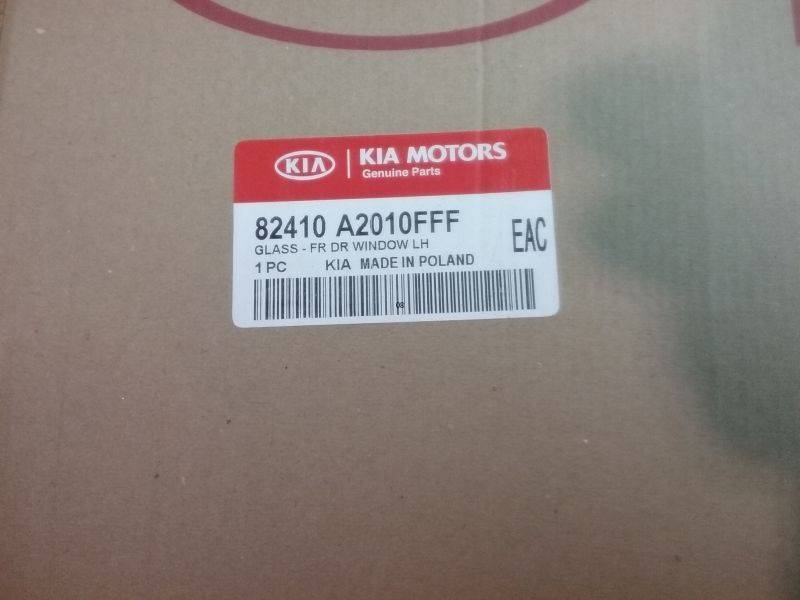 KIA
KIA MOTORS
Genuine Parts
82410 A2010FFF
GLASS - FR DR WINDOW LH
EAC
1 PC KIA MADE IN POLAND
08